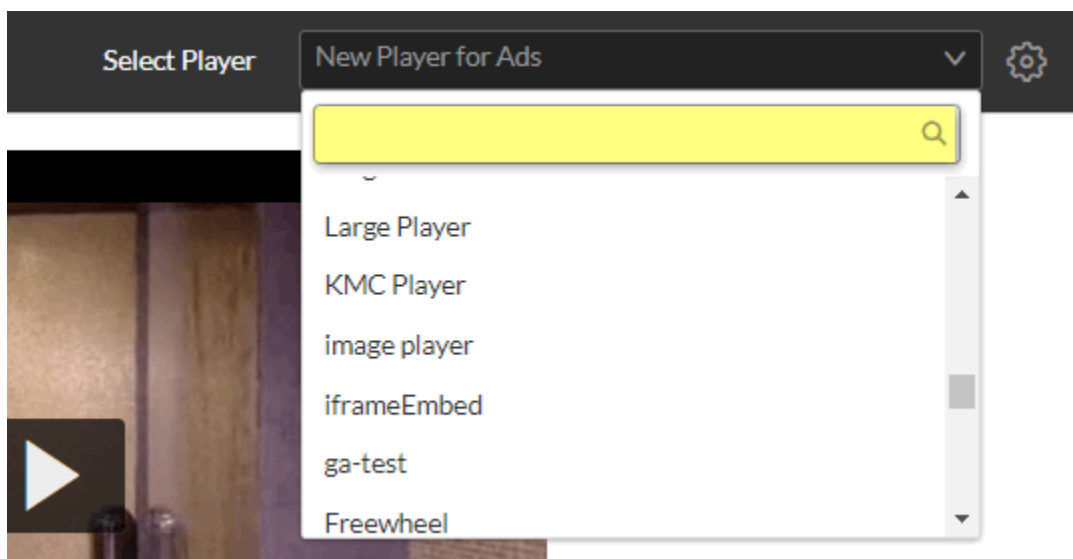 Select Player
New Player for Ads
Large Player
KMC Player
image player
iframeEmbed
ga-test
Freewheel